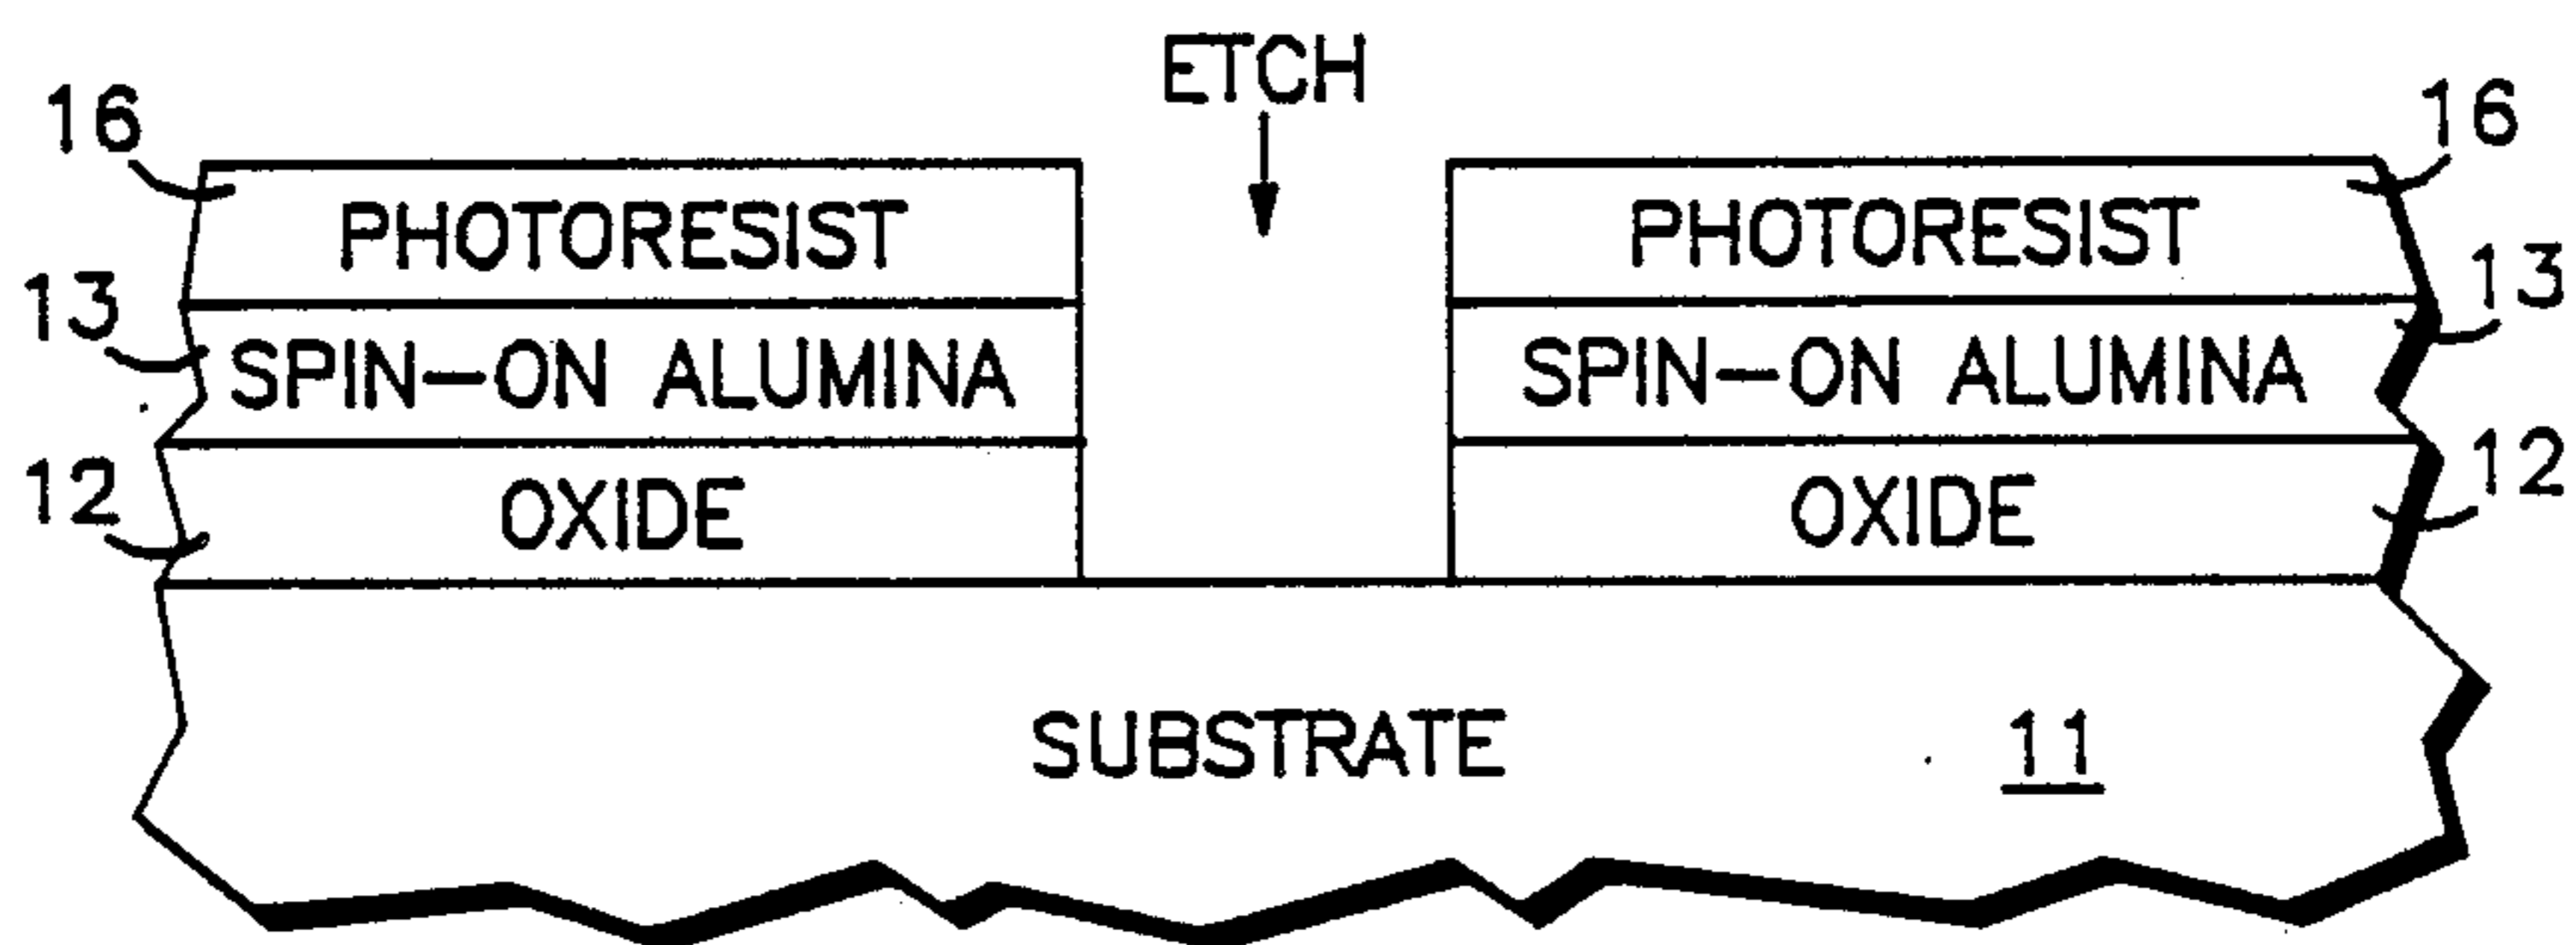 ETCH
16 16
PHOTORESIST PHOTORESIST
13 13
SPIN-ON ALUMINA SPIN-ON ALUMINA
12 12
OXIDE OXIDE
SUBSTRATE 11